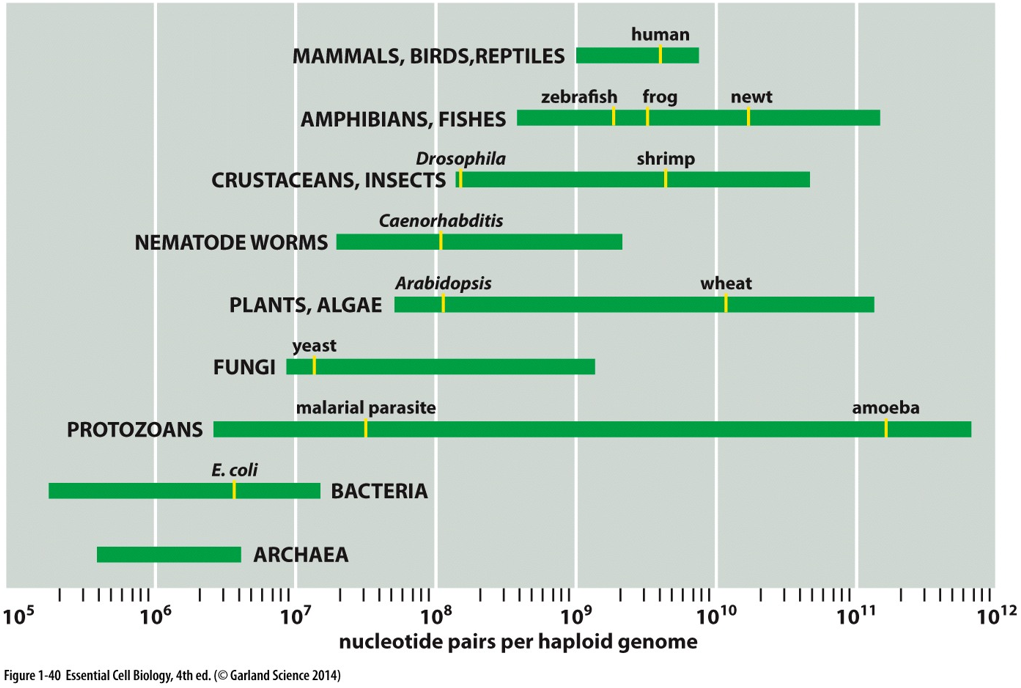 human
MAMMALS, BIRDS,REPTILES
zebrafish frog newt
AMPHIBIANS, FISHES
Drosophila shrimp
CRUSTACEANS, INSECTS
Caenorhabditis
NEMATODE WORMS
Arabidopsis wheat
PLANTS, ALGAE
yeast
FUNGI
malarial parasite amoeba
PROTOZOANS
E. coli
BACTERIA
ARCHAEA
10⁵ 10⁶ 10⁷ 10⁸ 10⁹ 10¹⁰ 10¹¹ 10¹²
nucleotide pairs per haploid genome
Figure 1-40 Essential Cell Biology, 4th ed. (© Garland Science 2014)